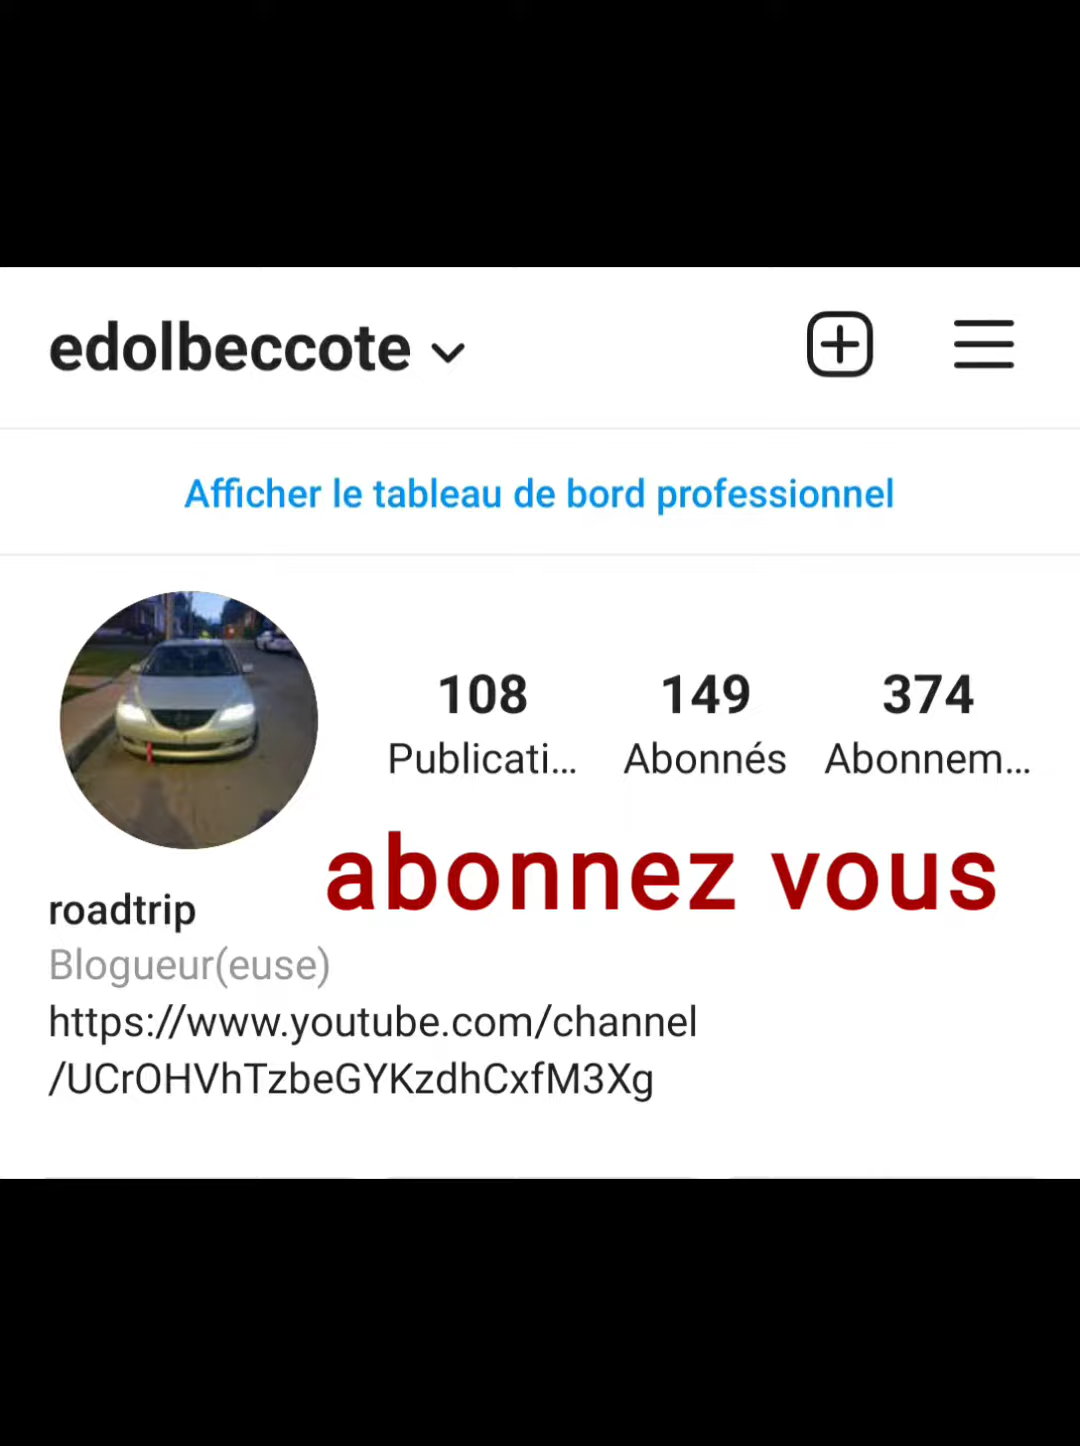 edolbeccote
Afficher le tableau de bord professionnel
108 149 374
Publicati... Abonnés Abonnem...
abonnez vous
roadtrip
Blogueur(euse)
https://www.youtube.com/channel
/UCrOHVhTzbeGYKzdhCxfM3Xg